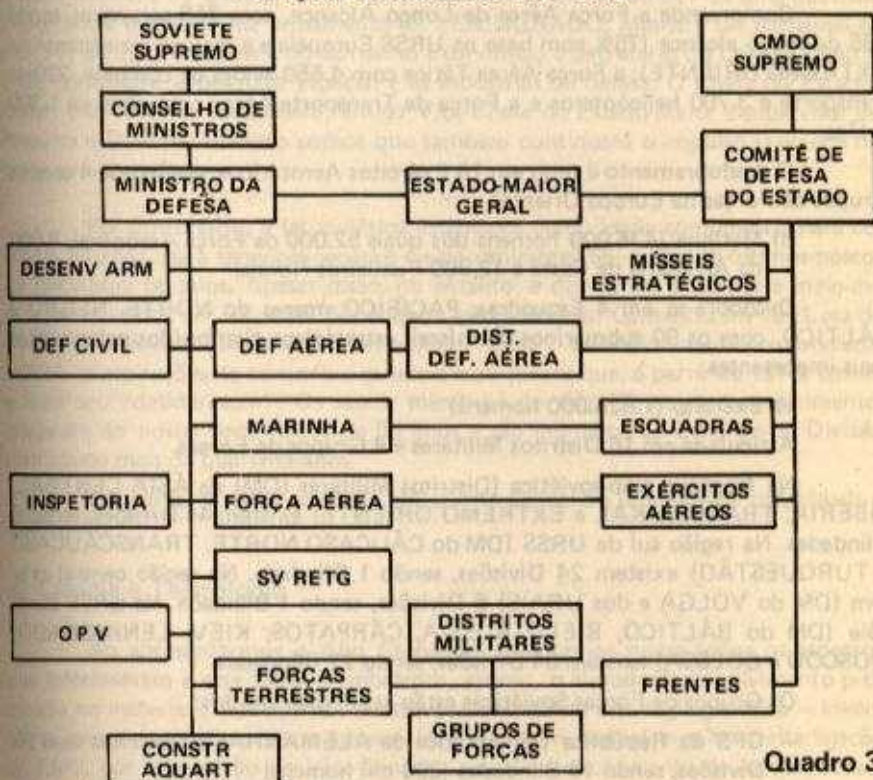 SOVIETE
SUPREMO
CMDO
SUPREMO
CONSELHO DE
MINISTROS
MINISTRO DA
DEFESA
ESTADO-MAIOR
GERAL
COMITÊ DE
DEFESA
DO ESTADO
DESENV ARM
MÍSSEIS
ESTRATÉGICOS
DEF CIVIL
DEF AÉREA
DIST.
DEF. AÉREA
MARINHA
ESQUADRAS
INSPETORIA
FORÇA AÉREA
EXÉRCITOS
AÉREOS
SV RETG
OPV
DISTRITOS
MILITARES
FORÇAS
TERRESTRES
FRENTES
GRUPOS DE
FORÇAS
CONSTR
AQUART
Quadro 3